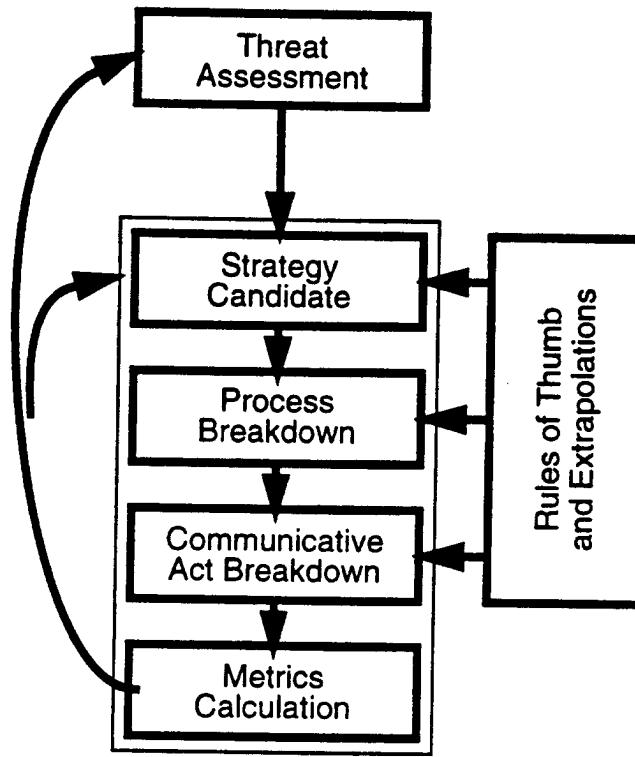 Threat
Assessment
Strategy
Candidate
Process
Breakdown
Communicative
Act Breakdown
Metrics
Calculation
Rules of Thumb
and Extrapolations